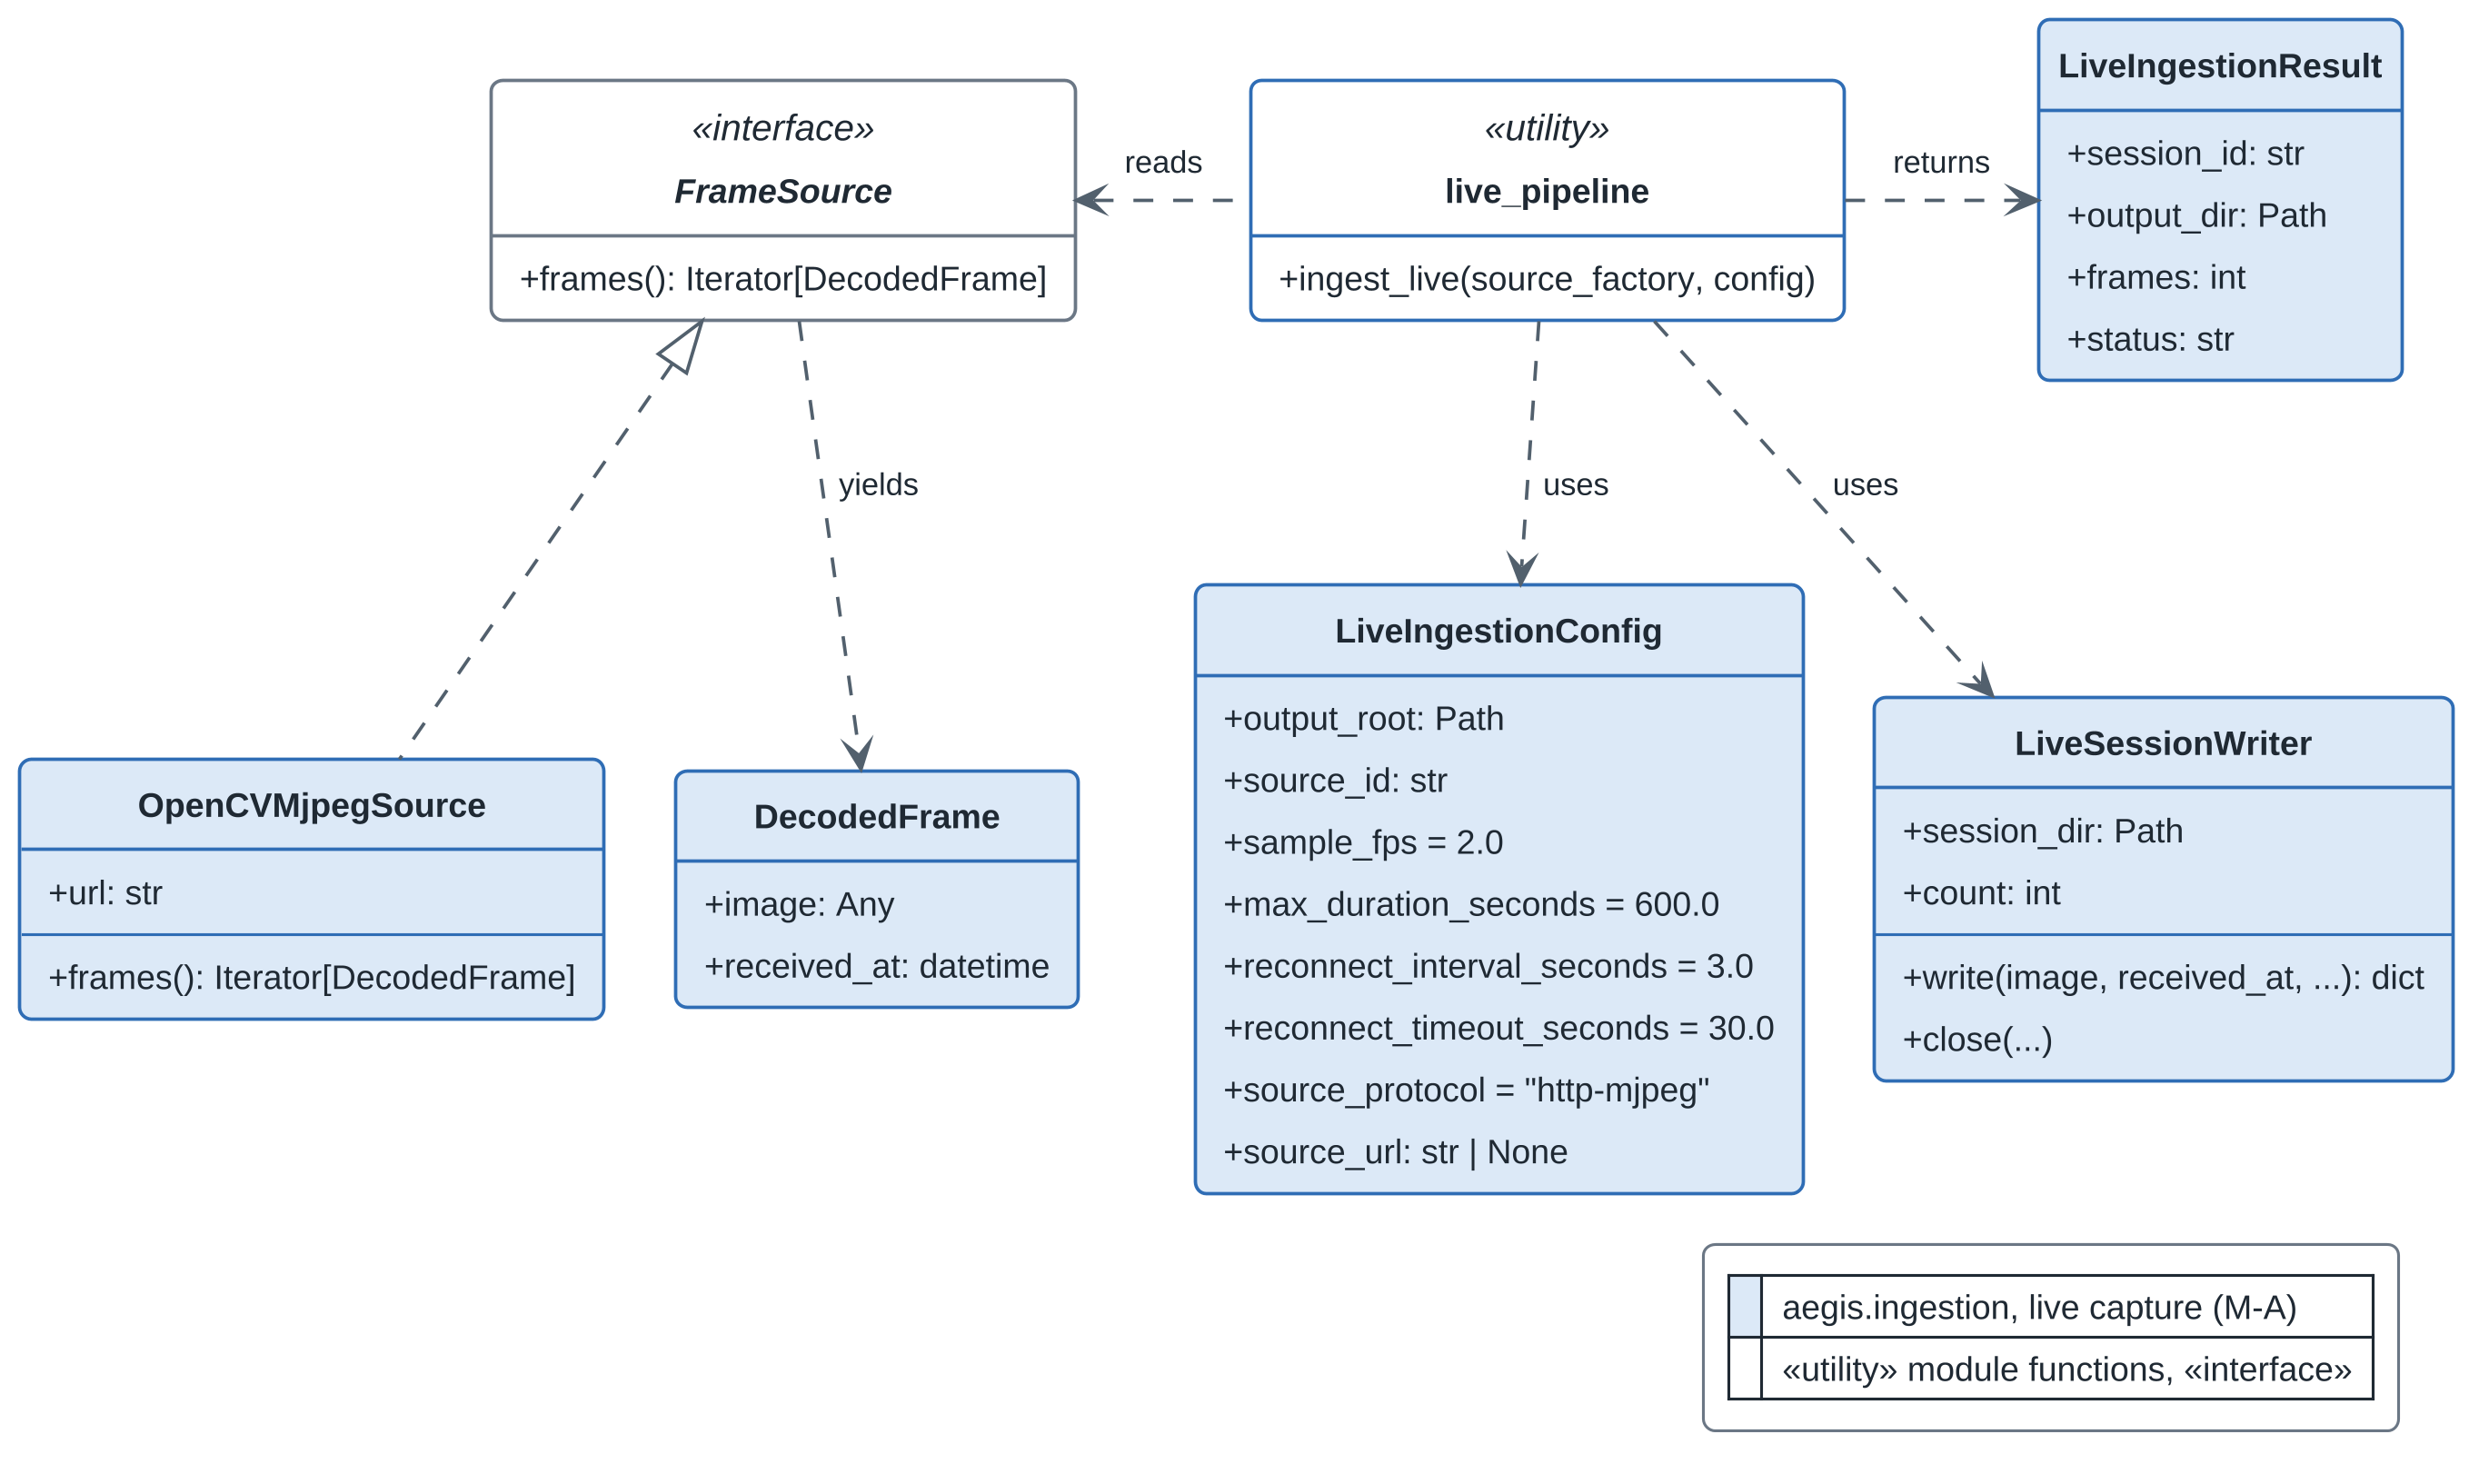 «interface»
FrameSource
+frames(): Iterator[DecodedFrame]
reads
«utility»
live_pipeline
+ingest_live(source_factory, config)
returns
LiveIngestionResult
+session_id: str
+output_dir: Path
+frames: int
+status: str
yields
uses
uses
OpenCVMjpegSource
+url: str
+frames(): Iterator[DecodedFrame]
DecodedFrame
+image: Any
+received_at: datetime
LiveIngestionConfig
+output_root: Path
+source_id: str
+sample_fps = 2.0
+max_duration_seconds = 600.0
+reconnect_interval_seconds = 3.0
+reconnect_timeout_seconds = 30.0
+source_protocol = "http-mjpeg"
+source_url: str | None
LiveSessionWriter
+session_dir: Path
+count: int
+write(image, received_at, ...): dict
+close(...)
aegis.ingestion, live capture (M-A)
«utility» module functions, «interface»